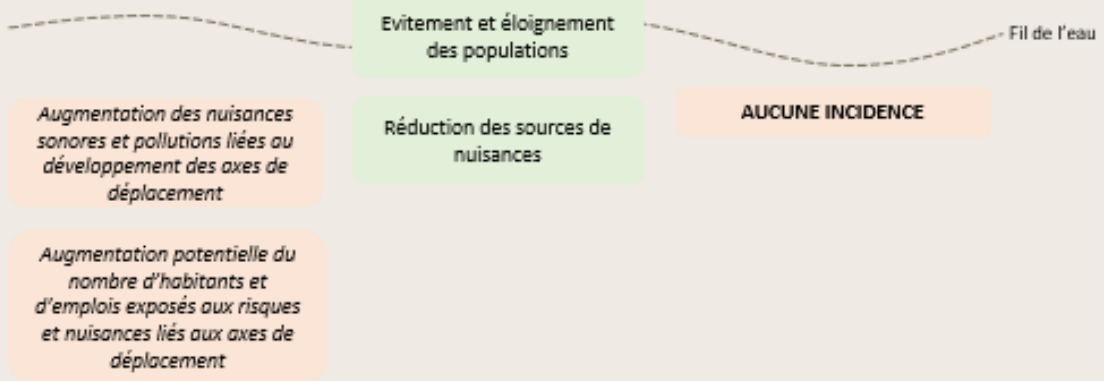 Evitement et éloignement
des populations
Fil de l'eau
Augmentation des nuisances
sonores et pollutions liées au
développement des axes de
déplacement
Réduction des sources de
nuisances
AUCUNE INCIDENCE
Augmentation potentielle du
nombre d'habitants et
d'emplois exposés aux risques
et nuisances liés aux axes de
déplacement